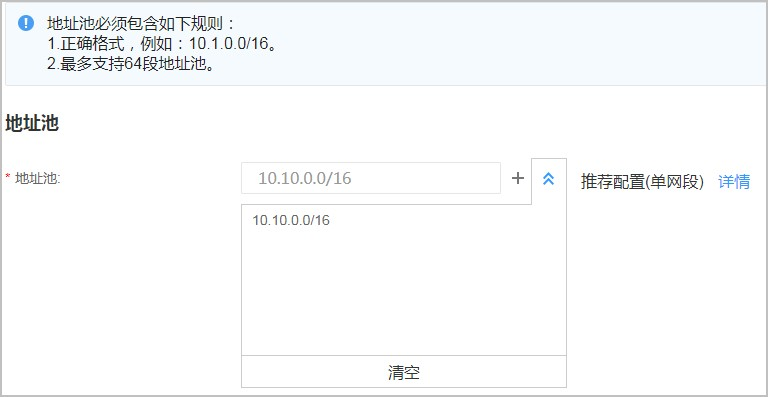 地址池必须包含如下规则：
1.正确格式，例如：10.1.0.0/16。
2.最多支持64段地址池。
地址池
* 地址池: 10.10.0.0/16 + 推荐配置(单网段) 详情
10.10.0.0/16
清空